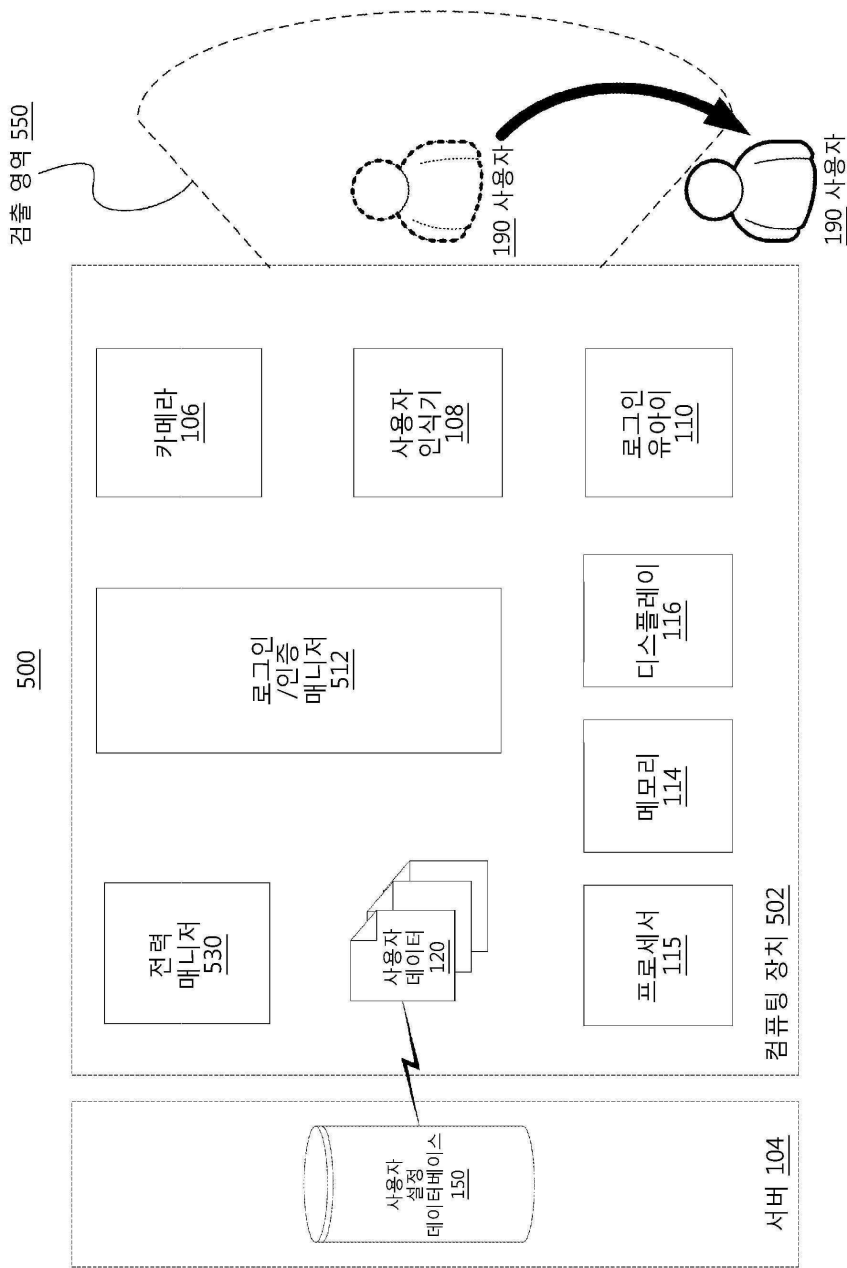 500
검출 영역 550
전력
매니저
530
카메라
106
로그인
/인증
매니저
512
사용자
설정
데이터베이스
150
사용자
데이터
120
사용자
인식기
108
190 사용자
프로세서
115
메모리
114
디스플레이
116
로그인
유아이
110
서버 104
컴퓨팅 장치 502
190 사용자